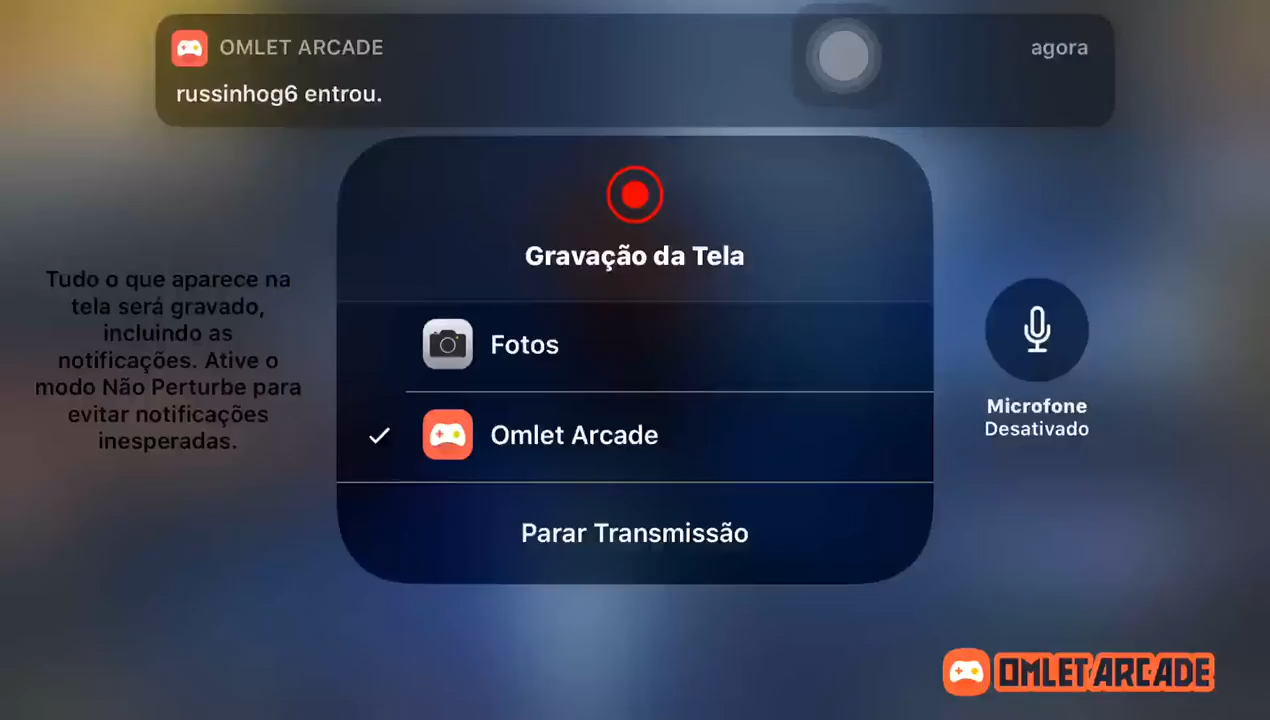 OMLET ARCADE
agora
russinhog6 entrou.
Gravação da Tela
Tudo o que aparece na
tela será gravado,
incluindo as
notificações. Ative o
modo Não Perturbe para
evitar notificações
inesperadas.
Fotos
Omlet Arcade
Parar Transmissão
Microfone
Desativado
OMLET ARCADE